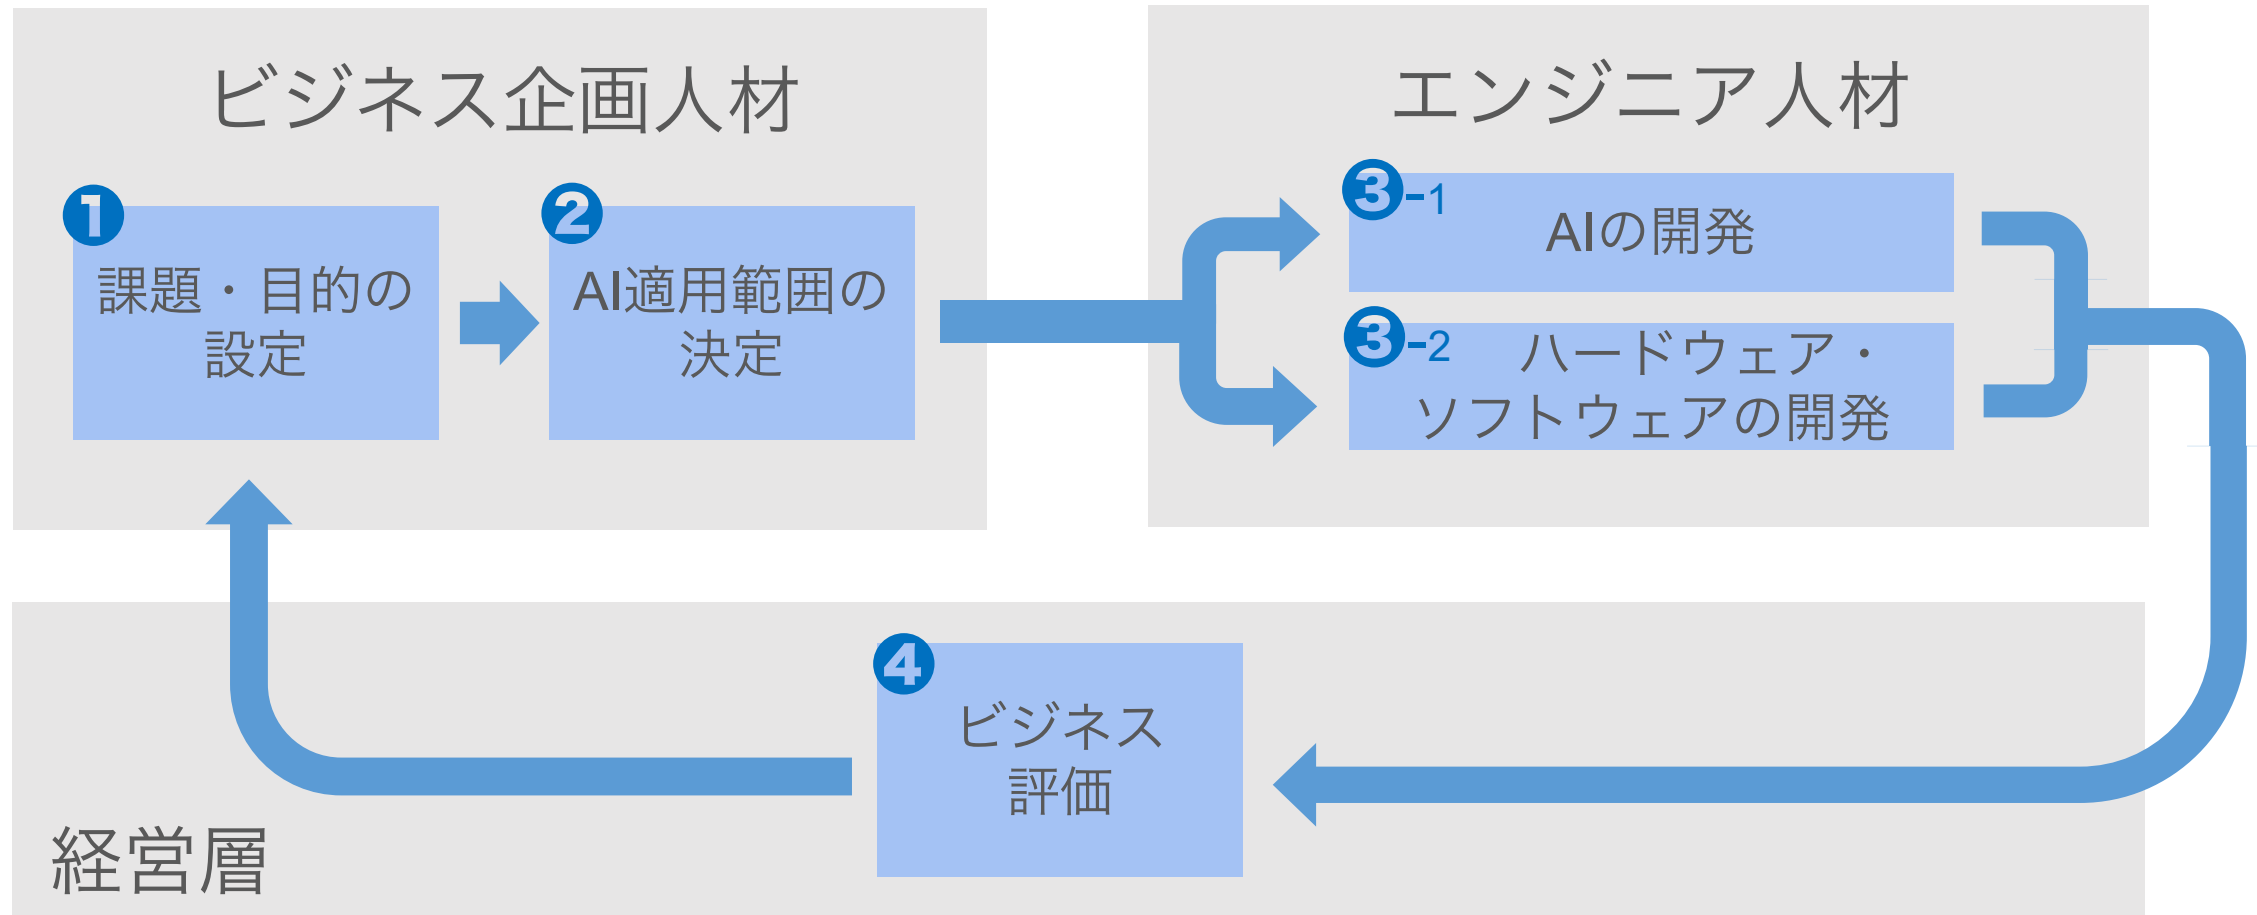 ビジネス企画人材
1
課題・目的の
設定
2
AI適用範囲の
決定
エンジニア人材
3-1
AIの開発
3-2 ハードウェア・
ソフトウェアの開発
4
ビジネス
評価
経営層